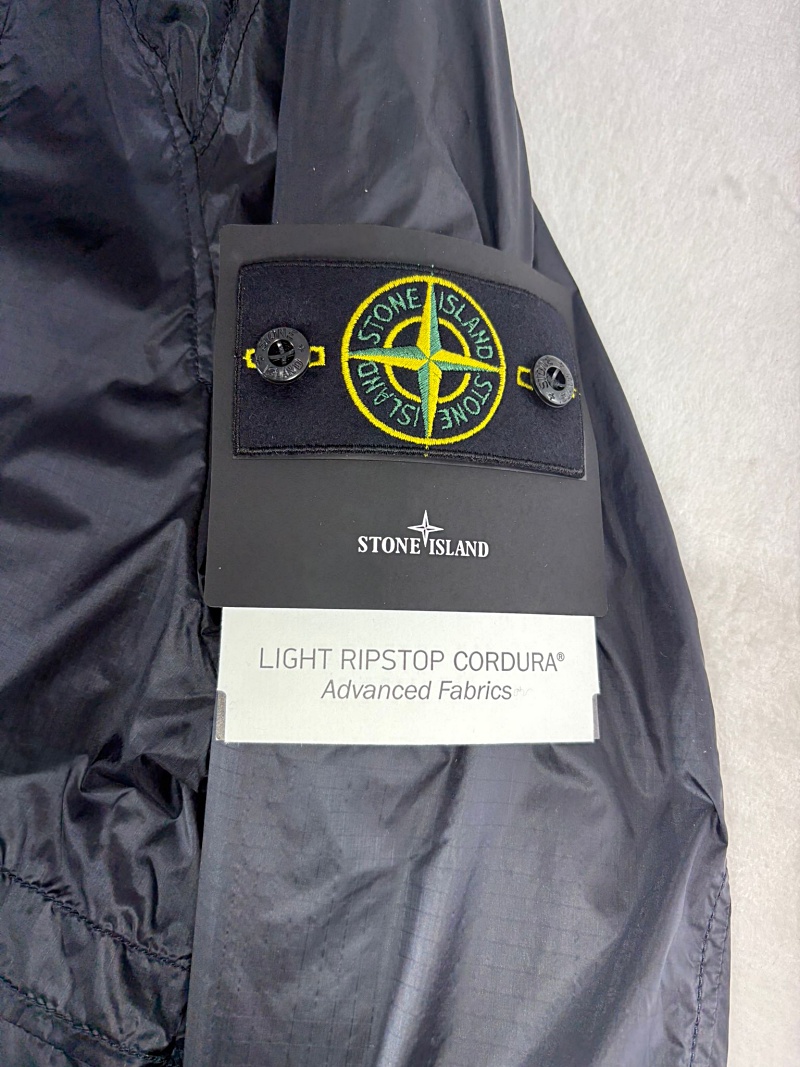 STONE ISLAND
STONE ISLAND
STONE ISLAND
LIGHT RIPSTOP CORDURA®
Advanced Fabrics